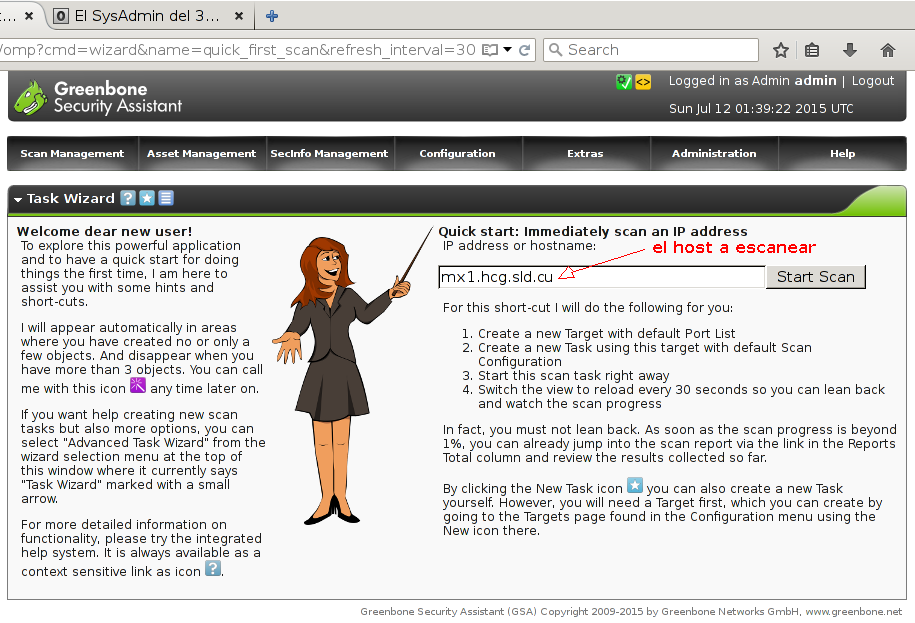 t...
El SysAdmin del 3...
/omp?cmd=wizard&name=quick_first_scan&refresh_interval=30
Search
Greenbone
Security Assistant
Logged in as Admin admin | Logout
Sun Jul 12 01:39:22 2015 UTC
Scan Management
Asset Management
SecInfo Management
Configuration
Extras
Administration
Help
Task Wizard
Welcome dear new user!
To explore this powerful application
and to have a quick start for doing
things the first time, I am here to
assist you with some hints and
short-cuts.
I will appear automatically in areas
where you have created no or only a
few objects. And disappear when you
have more than 3 objects. You can call
me with this icon any time later on.
If you want help creating new scan
tasks but also more options, you can
select "Advanced Task Wizard" from the
wizard selection menu at the top of
this window where it currently says
"Task Wizard" marked with a small
arrow.
For more detailed information on
functionality, please try the integrated
help system. It is always available as a
context sensitive link as icon ?.
Quick start: Immediately scan an IP address
IP address or hostname:
el host a escanear
mx1.hcg.sld.cu
Start Scan
For this short-cut I will do the following for you:
1. Create a new Target with default Port List
2. Create a new Task using this target with default Scan
Configuration
3. Start this scan task right away
4. Switch the view to reload every 30 seconds so you can lean back
and watch the scan progress
In fact, you must not lean back. As soon as the scan progress is beyond
1%, you can already jump into the scan report via the link in the Reports
Total column and review the results collected so far.
By clicking the New Task icon you can also create a new Task
yourself. However, you will need a Target first, which you can create by
going to the Targets page found in the Configuration menu using the
New icon there.
Greenbone Security Assistant (GSA) Copyright 2009-2015 by Greenbone Networks GmbH, www.greenbone.net